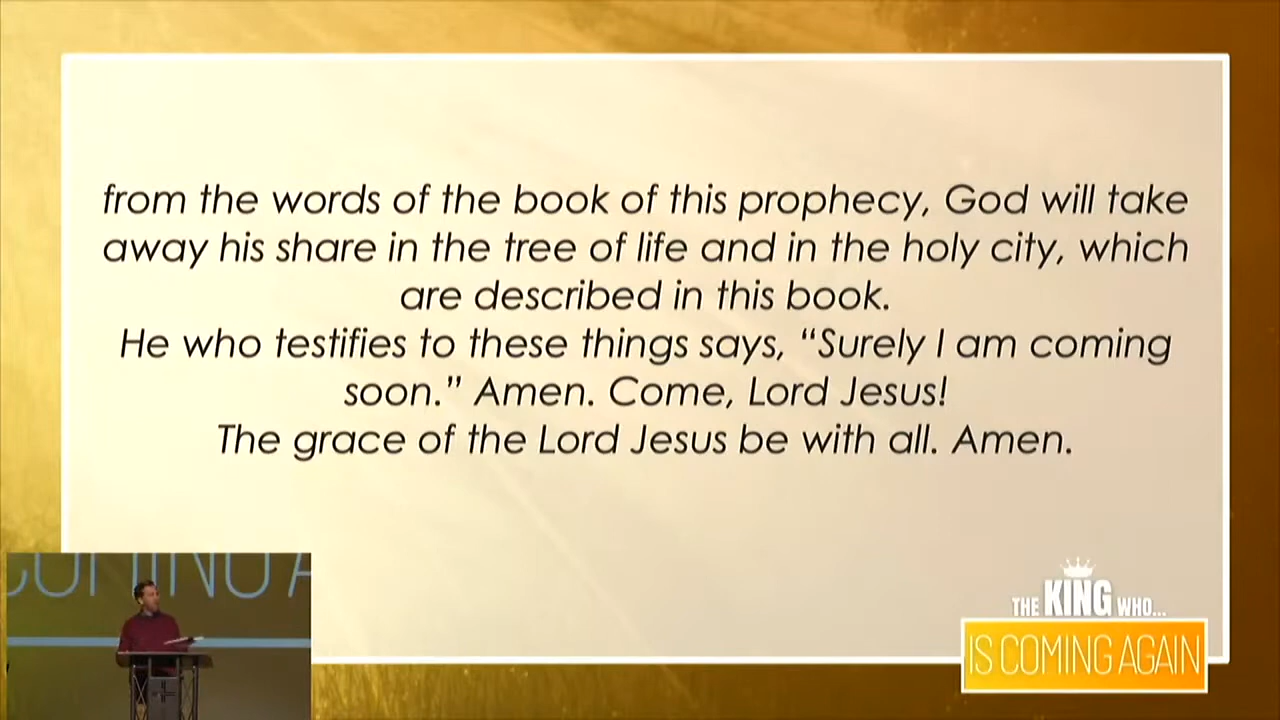 from the words of the book of this prophecy, God will take
away his share in the tree of life and in the holy city, which
are described in this book.
He who testifies to these things says, “Surely I am coming
soon.” Amen. Come, Lord Jesus!
The grace of the Lord Jesus be with all. Amen.
THE KING WHO...
IS COMING AGAIN
COMING A